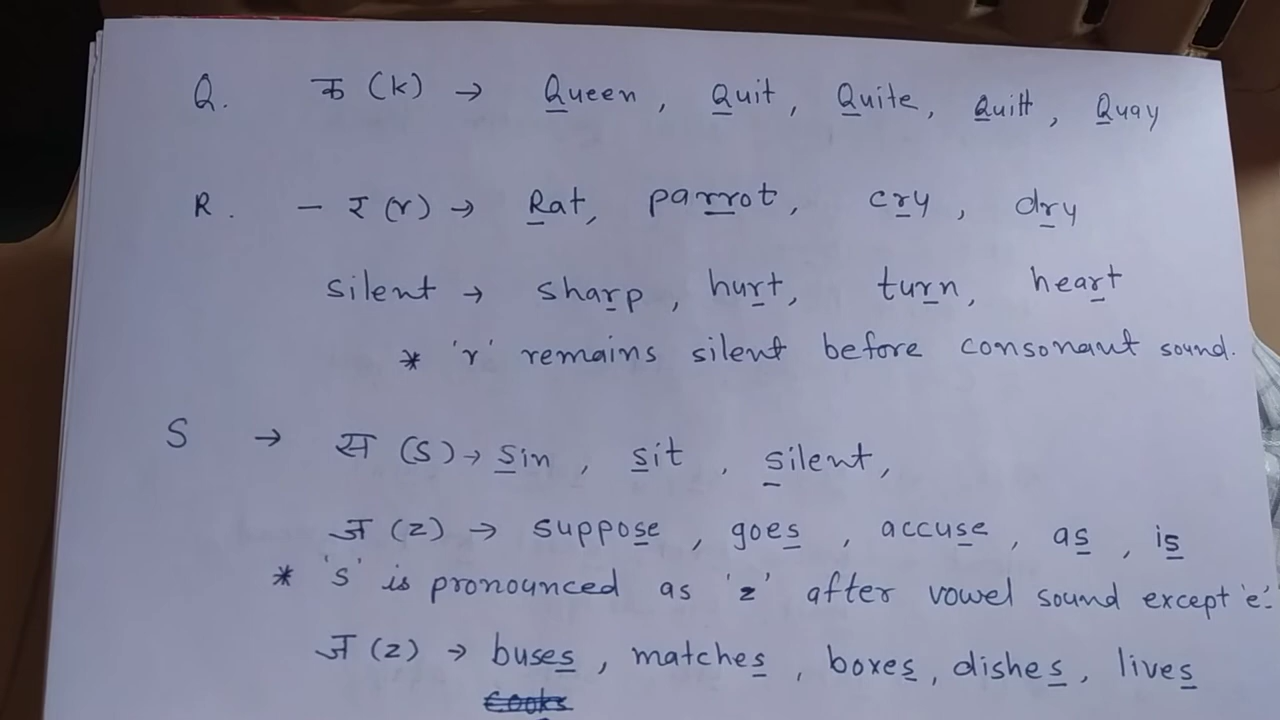 Q. क (k) → Queen, Quit, Quite, Quilt, Quay
R. – र (r) → Rat, parrot, cry, dry
silent → sharp, hurt, turn, heart
* 'r' remains silent before consonant sound.
S → स (s) → sin, sit, silent,
ज (z) → suppose, goes, accuse, as, is
* 's' is pronounced as 'z' after vowel sound except 'e'.
ज (z) → buses, matches, boxes, dishes, lives